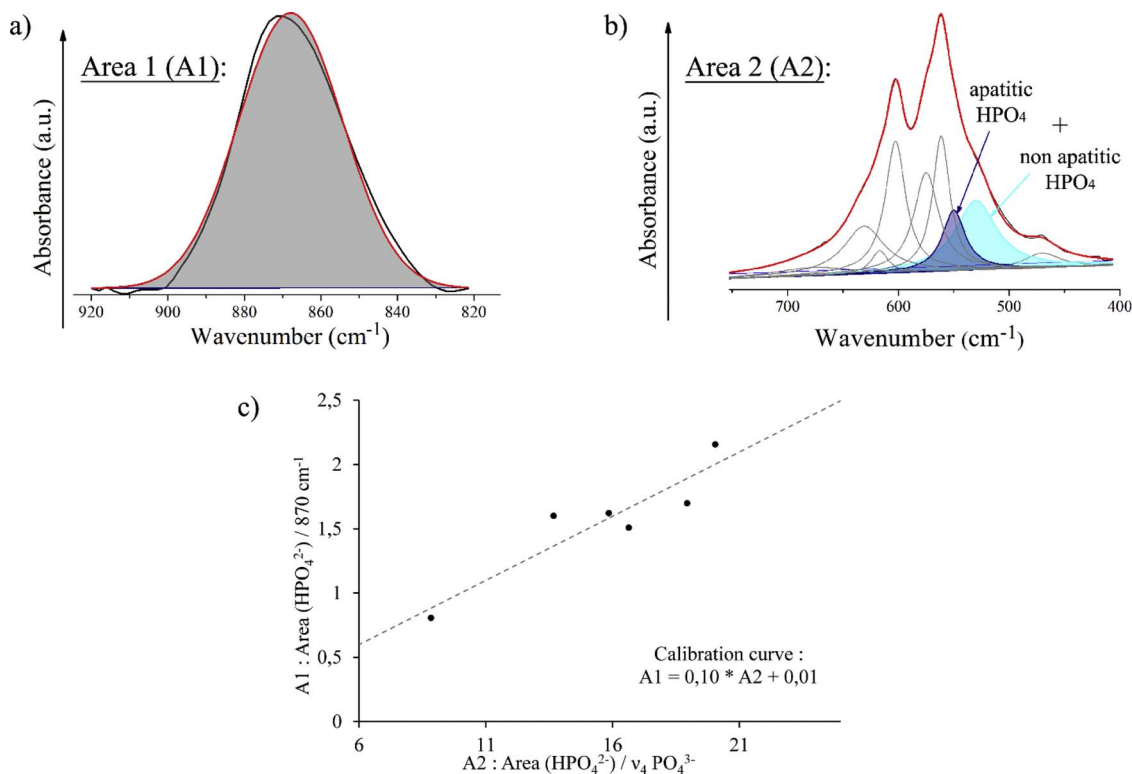 a)
Area 1 (A1):
Absorbance (a.u.)
920 900 880 860 840 820
Wavenumber (cm-1)
b)
Area 2 (A2):
apatitic
HPO4
+
non apatitic
HPO4
Absorbance (a.u.)
700 600 500 400
Wavenumber (cm-1)
c)
2,5
2
1,5
1
0,5
0
A1 : Area (HPO42-) / 870 cm-1
Calibration curve :
A1 = 0,10 * A2 + 0,01
6 11 16 21
A2 : Area (HPO42-) / ν4 PO43-